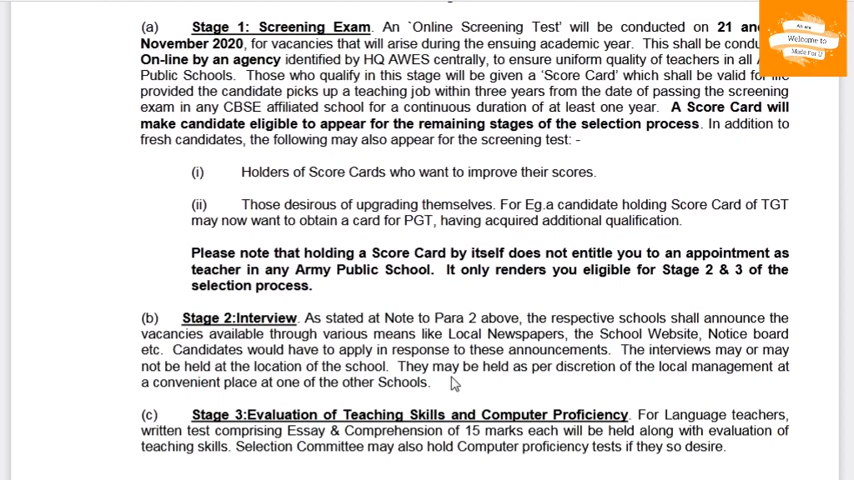 (a) Stage 1: Screening Exam. An `Online Screening Test' will be conducted on 21 and
November 2020, for vacancies that will arise during the ensuing academic year. This shall be
On-line by an agency identified by HQ AWES centrally, to ensure uniform quality of teachers in all
Public Schools. Those who qualify in this stage will be given a 'Score Card' which shall be valid for life
provided the candidate picks up a teaching job within three years from the date of passing the screening
exam in any CBSE affiliated school for a continuous duration of at least one year. A Score Card will
make candidate eligible to appear for the remaining stages of the selection process. In addition to
fresh candidates, the following may also appear for the screening test: -
(i) Holders of Score Cards who want to improve their scores.
(ii) Those desirous of upgrading themselves. For Eg.a candidate holding Score Card of TGT
may now want to obtain a card for PGT, having acquired additional qualification.
Please note that holding a Score Card by itself does not entitle you to an appointment as
teacher in any Army Public School. It only renders you eligible for Stage 2 & 3 of the
selection process.
(b) Stage 2:Interview. As stated at Note to Para 2 above, the respective schools shall announce the
vacancies available through various means like Local Newspapers, the School Website, Notice board
etc. Candidates would have to apply in response to these announcements. The interviews may or may
not be held at the location of the school. They may be held as per discretion of the local management at
a convenient place at one of the other Schools.
(c) Stage 3:Evaluation of Teaching Skills and Computer Proficiency. For Language teachers,
written test comprising Essay & Comprehension of 15 marks each will be held along with evaluation of
teaching skills. Selection Committee may also hold Computer proficiency tests if they so desire.
Welcome to
Made For U